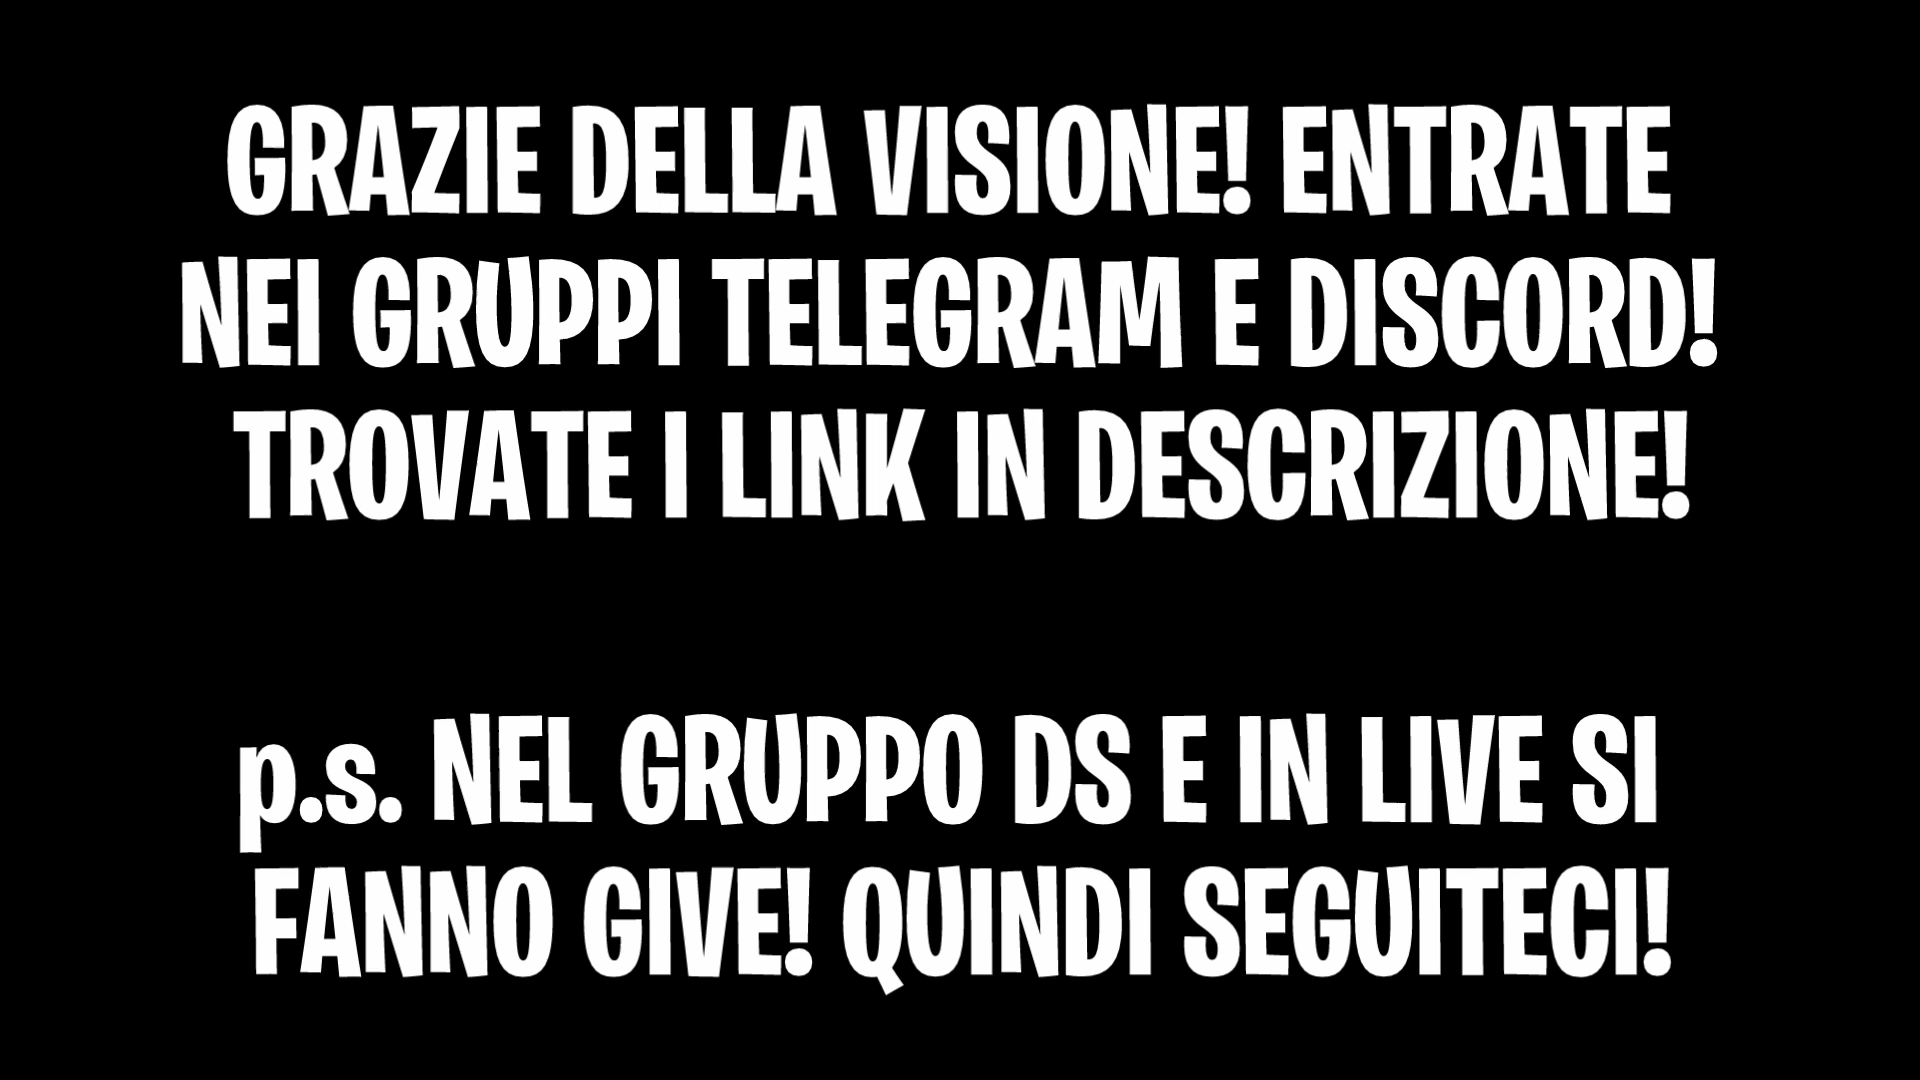 GRAZIE DELLA VISIONE! ENTRATE
NEI GRUPPI TELEGRAM E DISCORD!
TROVATE I LINK IN DESCRIZIONE!
p.s. NEL GRUPPO DS E IN LIVE SI
FANNO GIVE! QUINDI SEGUITECI!